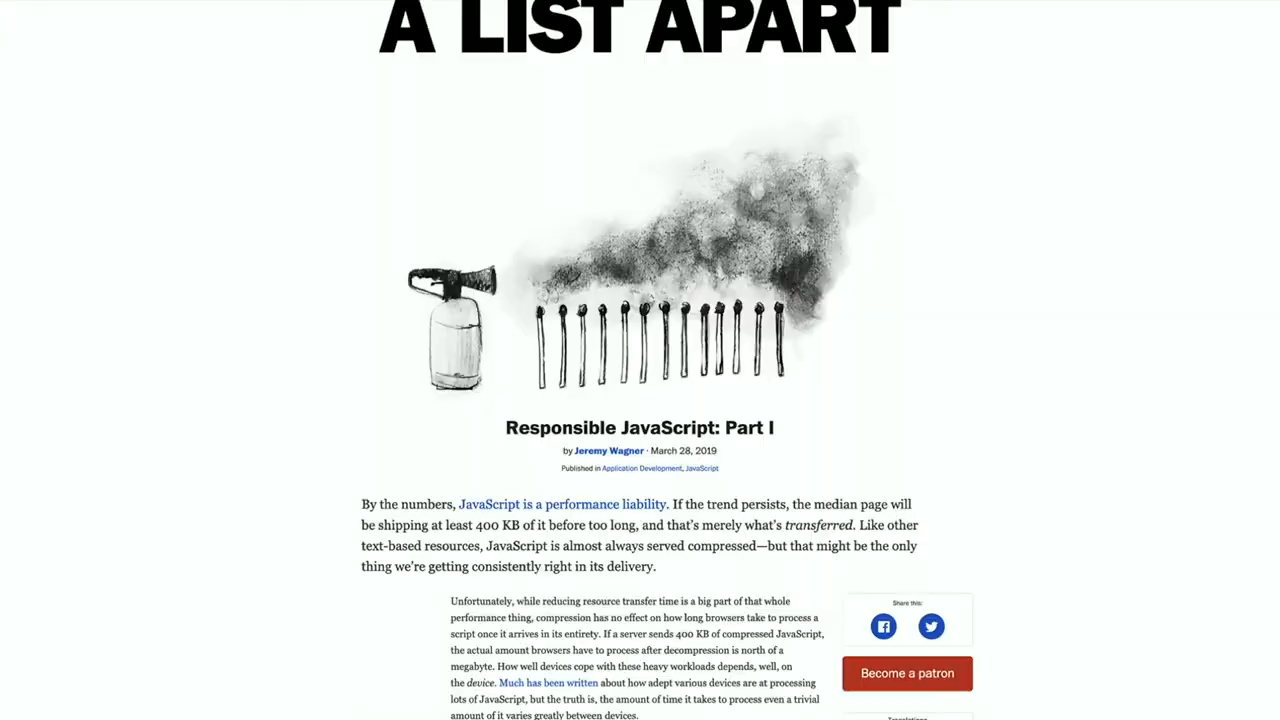 A LIST APART
Responsible JavaScript: Part I
by Jeremy Wagner · March 28, 2019
Published in Application Development, JavaScript
By the numbers, JavaScript is a performance liability. If the trend persists, the median page will
be shipping at least 400 KB of it before too long, and that’s merely what’s transferred. Like other
text-based resources, JavaScript is almost always served compressed—but that might be the only
thing we’re getting consistently right in its delivery.
Unfortunately, while reducing resource transfer time is a big part of that whole
performance thing, compression has no effect on how long browsers take to process a
script once it arrives in its entirety. If a server sends 400 KB of compressed JavaScript,
the actual amount browsers have to process after decompression is north of a
megabyte. How well devices cope with these heavy workloads depends, well, on
the device. Much has been written about how adept various devices are at processing
lots of JavaScript, but the truth is, the amount of time it takes to process even a trivial
amount of it varies greatly between devices.
Share this:
Become a patron
Translations